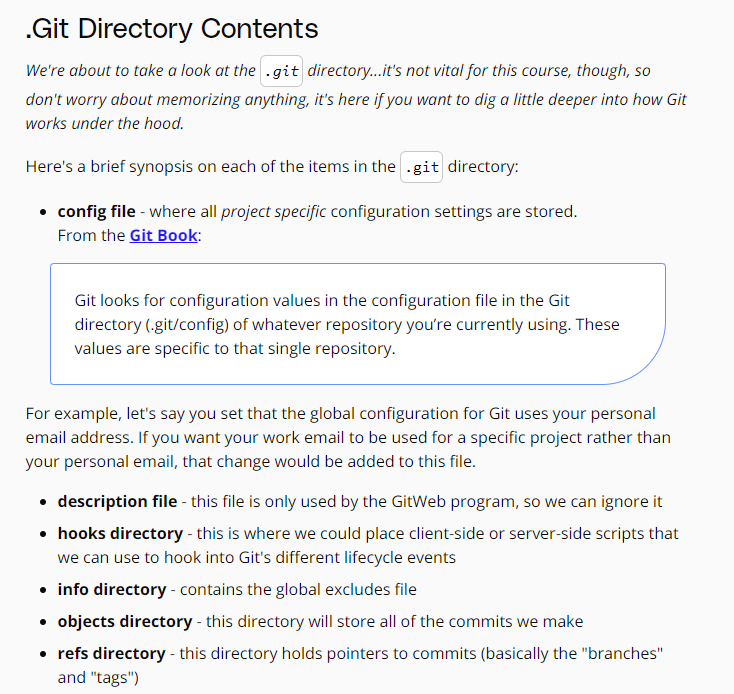 .Git Directory Contents
We're about to take a look at the .git directory...it's not vital for this course, though, so
don't worry about memorizing anything, it's here if you want to dig a little deeper into how Git
works under the hood.
Here's a brief synopsis on each of the items in the .git directory:
• config file - where all project specific configuration settings are stored.
From the Git Book:
Git looks for configuration values in the configuration file in the Git
directory (.git/config) of whatever repository you’re currently using. These
values are specific to that single repository.
For example, let's say you set that the global configuration for Git uses your personal
email address. If you want your work email to be used for a specific project rather than
your personal email, that change would be added to this file.
• description file - this file is only used by the GitWeb program, so we can ignore it
• hooks directory - this is where we could place client-side or server-side scripts that
we can use to hook into Git's different lifecycle events
• info directory - contains the global excludes file
• objects directory - this directory will store all of the commits we make
• refs directory - this directory holds pointers to commits (basically the "branches"
and "tags")